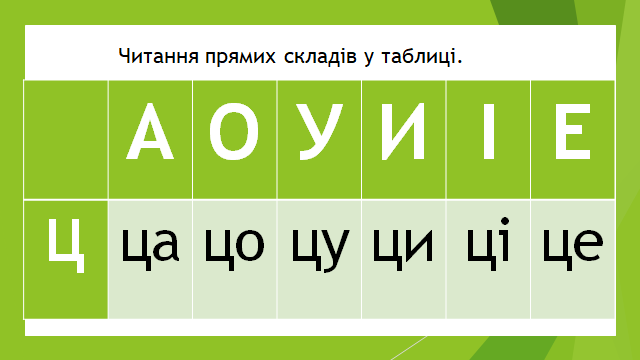 Читання прямих складів у таблиці.
А О У И І Е
Ц ца цо цу ци ці це